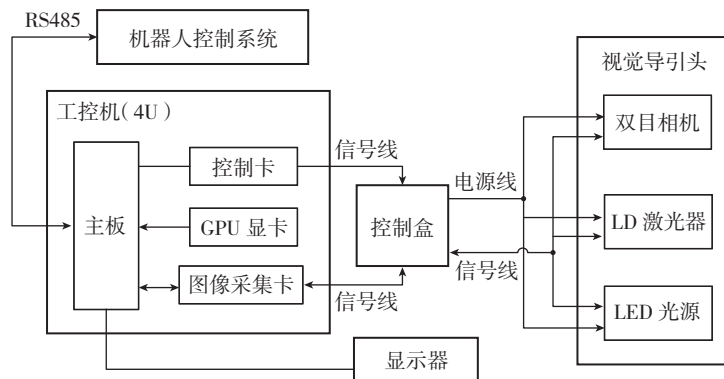 RS485
机器人控制系统
视觉导引头
工控机(4U)
双目相机
信号线
控制卡
电源线
主板
GPU 显卡
控制盒
LD 激光器
信号线
图像采集卡
信号线
LED 光源
显示器